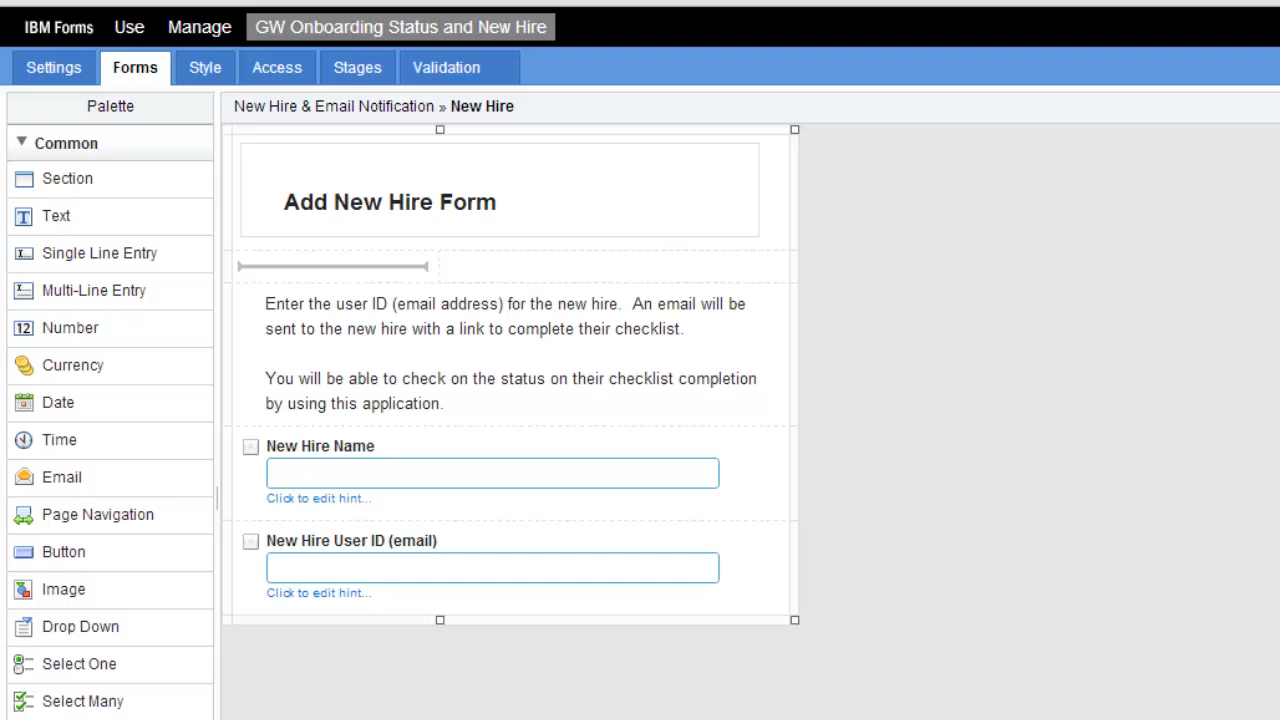 IBM Forms Use Manage GW Onboarding Status and New Hire
Settings Forms Style Access Stages Validation
Palette
New Hire & Email Notification » New Hire
Common
Section
Text
Single Line Entry
Multi-Line Entry
12 Number
Currency
Date
Time
Email
Page Navigation
Button
Image
Drop Down
Select One
Select Many
Add New Hire Form
Enter the user ID (email address) for the new hire. An email will be
sent to the new hire with a link to complete their checklist.
You will be able to check on the status on their checklist completion
by using this application.
New Hire Name
Click to edit hint...
New Hire User ID (email)
Click to edit hint...